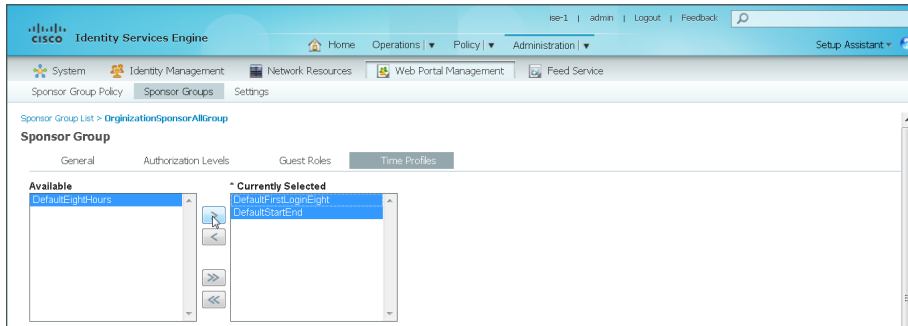 ise-1 | admin | Logout | Feedback
CISCO Identity Services Engine
Home Operations | Policy | Administration | Setup Assistant
System Identity Management Network Resources Web Portal Management Feed Service
Sponsor Group Policy Sponsor Groups Settings
Sponsor Group List > OrginizationSponsorAllGroup
Sponsor Group
General Authorization Levels Guest Roles Time Profiles
Available * Currently Selected
DefaultEightHours DefaultFirstLoginEight
DefaultStartEnd